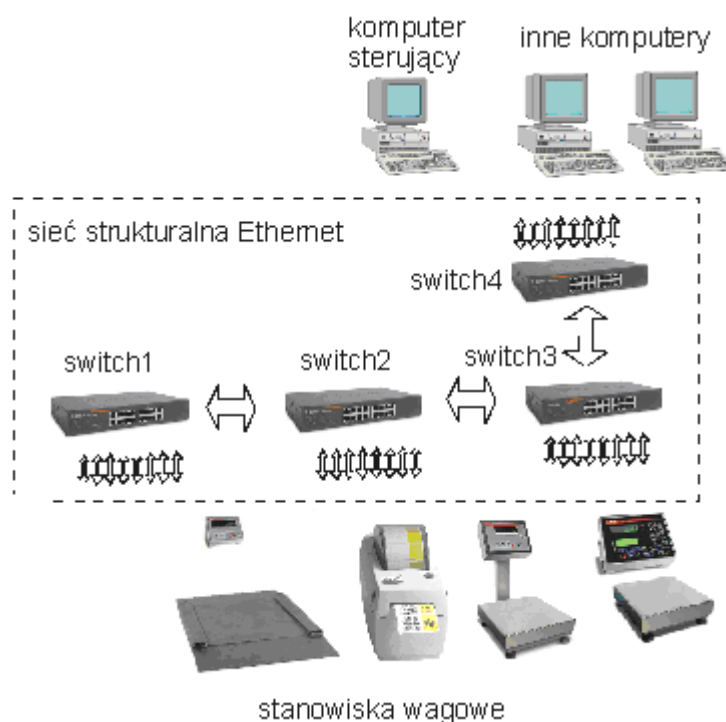 komputer
sterujący
inne komputery
sieć strukturalna Ethernet
switch4
switch1
switch2
switch3
stanowiska wagowe